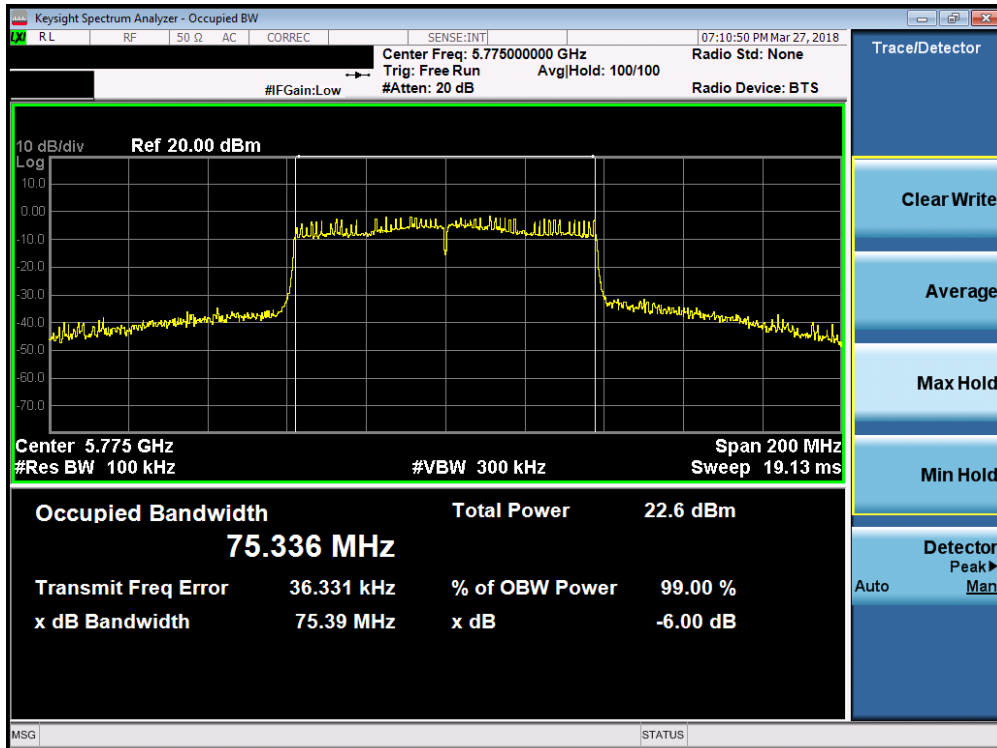 Keysight Spectrum Analyzer - Occupied BW
LXI RL RF 50 Ω AC CORREC SENSE:INT 07:10:50 PM Mar 27, 2018
Center Freq: 5.775000000 GHz Radio Std: None
Trig: Free Run Avg|Hold: 100/100
#IFGain:Low #Atten: 20 dB Radio Device: BTS
Trace/Detector
10 dB/div Ref 20.00 dBm
Log
10.0
0.00
-10.0
-20.0
-30.0
-40.0
-50.0
-60.0
-70.0
Center 5.775 GHz Span 200 MHz
#Res BW 100 kHz #VBW 300 kHz Sweep 19.13 ms
Occupied Bandwidth Total Power 22.6 dBm
75.336 MHz
Transmit Freq Error 36.331 kHz % of OBW Power 99.00 %
x dB Bandwidth 75.39 MHz x dB -6.00 dB
Clear Write
Average
Max Hold
Min Hold
Detector
Peak▶
Auto Man
MSG STATUS